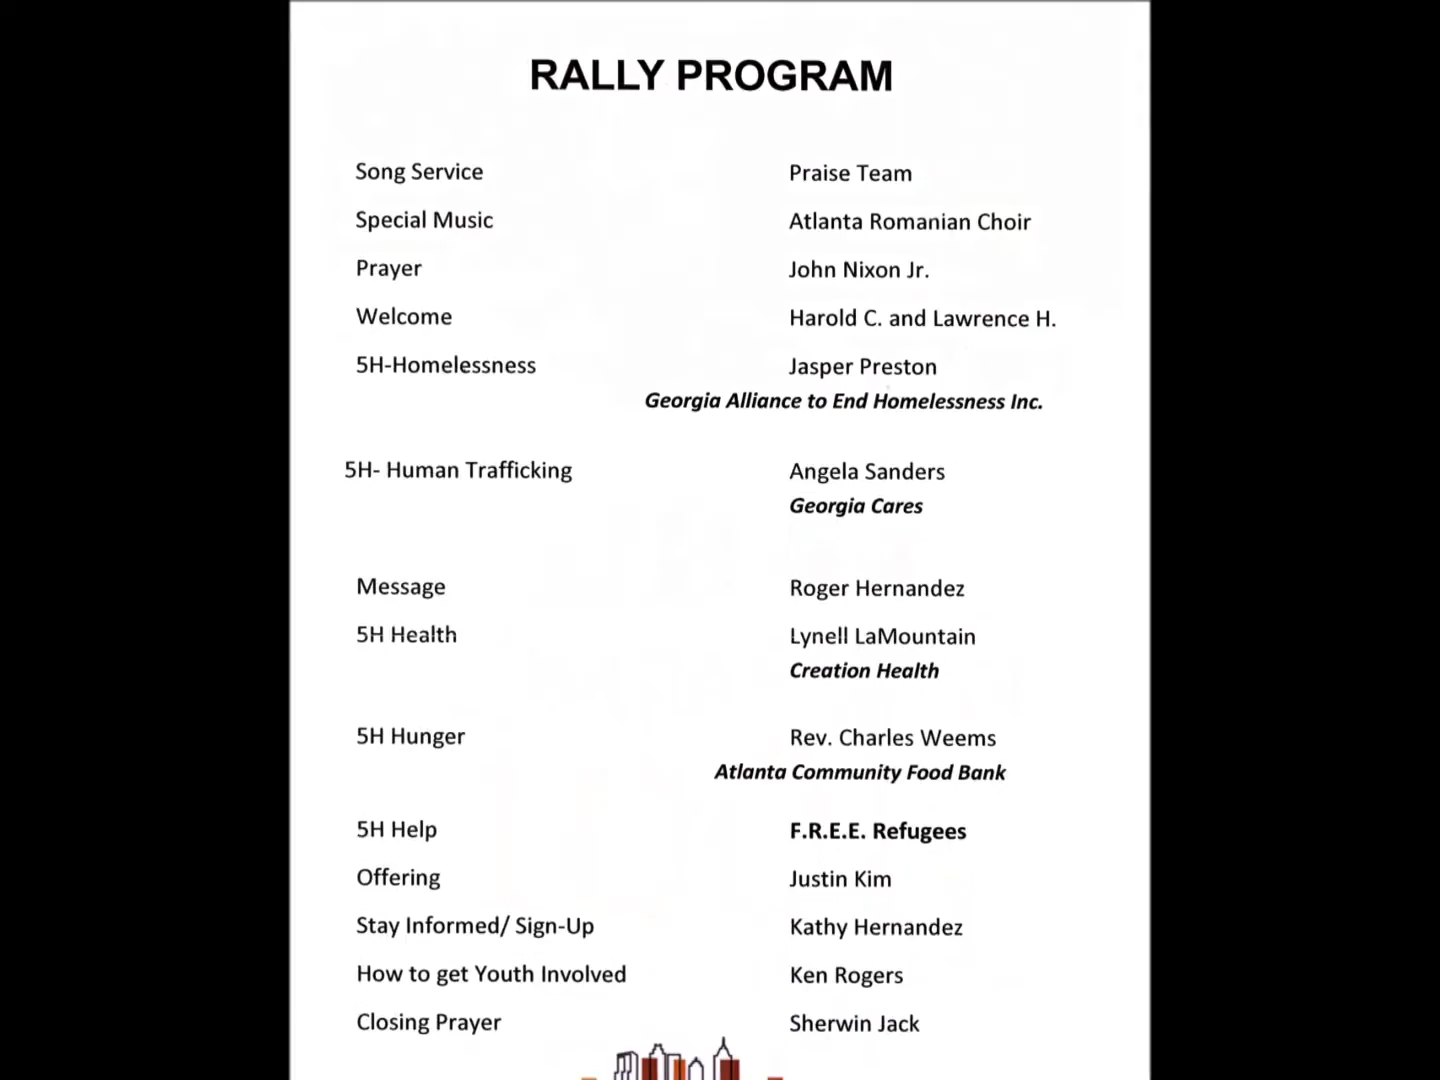 RALLY PROGRAM
Song Service Praise Team
Special Music Atlanta Romanian Choir
Prayer John Nixon Jr.
Welcome Harold C. and Lawrence H.
5H-Homelessness Jasper Preston
Georgia Alliance to End Homelessness Inc.
5H- Human Trafficking Angela Sanders
Georgia Cares
Message Roger Hernandez
5H Health Lynell LaMountain
Creation Health
5H Hunger Rev. Charles Weems
Atlanta Community Food Bank
5H Help F.R.E.E. Refugees
Offering Justin Kim
Stay Informed/ Sign-Up Kathy Hernandez
How to get Youth Involved Ken Rogers
Closing Prayer Sherwin Jack